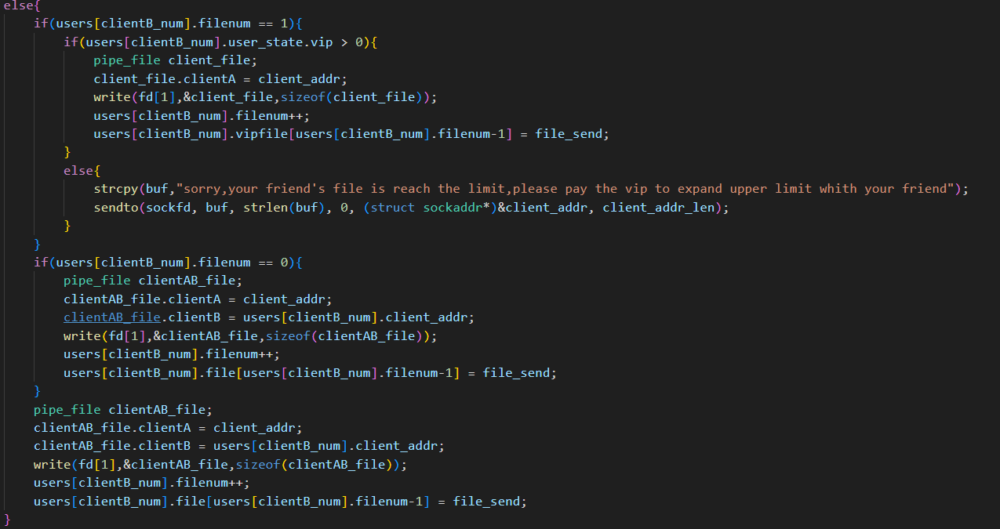 else{
    if(users[clientB_num].filenum == 1){
        if(users[clientB_num].user_state.vip > 0){
            pipe_file client_file;
            client_file.clientA = client_addr;
            write(fd[1],&client_file,sizeof(client_file));
            users[clientB_num].filenum++;
            users[clientB_num].vipfile[users[clientB_num].filenum-1] = file_send;
        }
        else{
            strcpy(buf,"sorry,your friend's file is reach the limit,please pay the vip to expand upper limit whith your friend");
            sendto(sockfd, buf, strlen(buf), 0, (struct sockaddr*)&client_addr, client_addr_len);
        }
    }
    if(users[clientB_num].filenum == 0){
        pipe_file clientAB_file;
        clientAB_file.clientA = client_addr;
        clientAB_file.clientB = users[clientB_num].client_addr;
        write(fd[1],&clientAB_file,sizeof(clientAB_file));
        users[clientB_num].filenum++;
        users[clientB_num].file[users[clientB_num].filenum-1] = file_send;
    }
    pipe_file clientAB_file;
    clientAB_file.clientA = client_addr;
    clientAB_file.clientB = users[clientB_num].client_addr;
    write(fd[1],&clientAB_file,sizeof(clientAB_file));
    users[clientB_num].filenum++;
    users[clientB_num].file[users[clientB_num].filenum-1] = file_send;
}